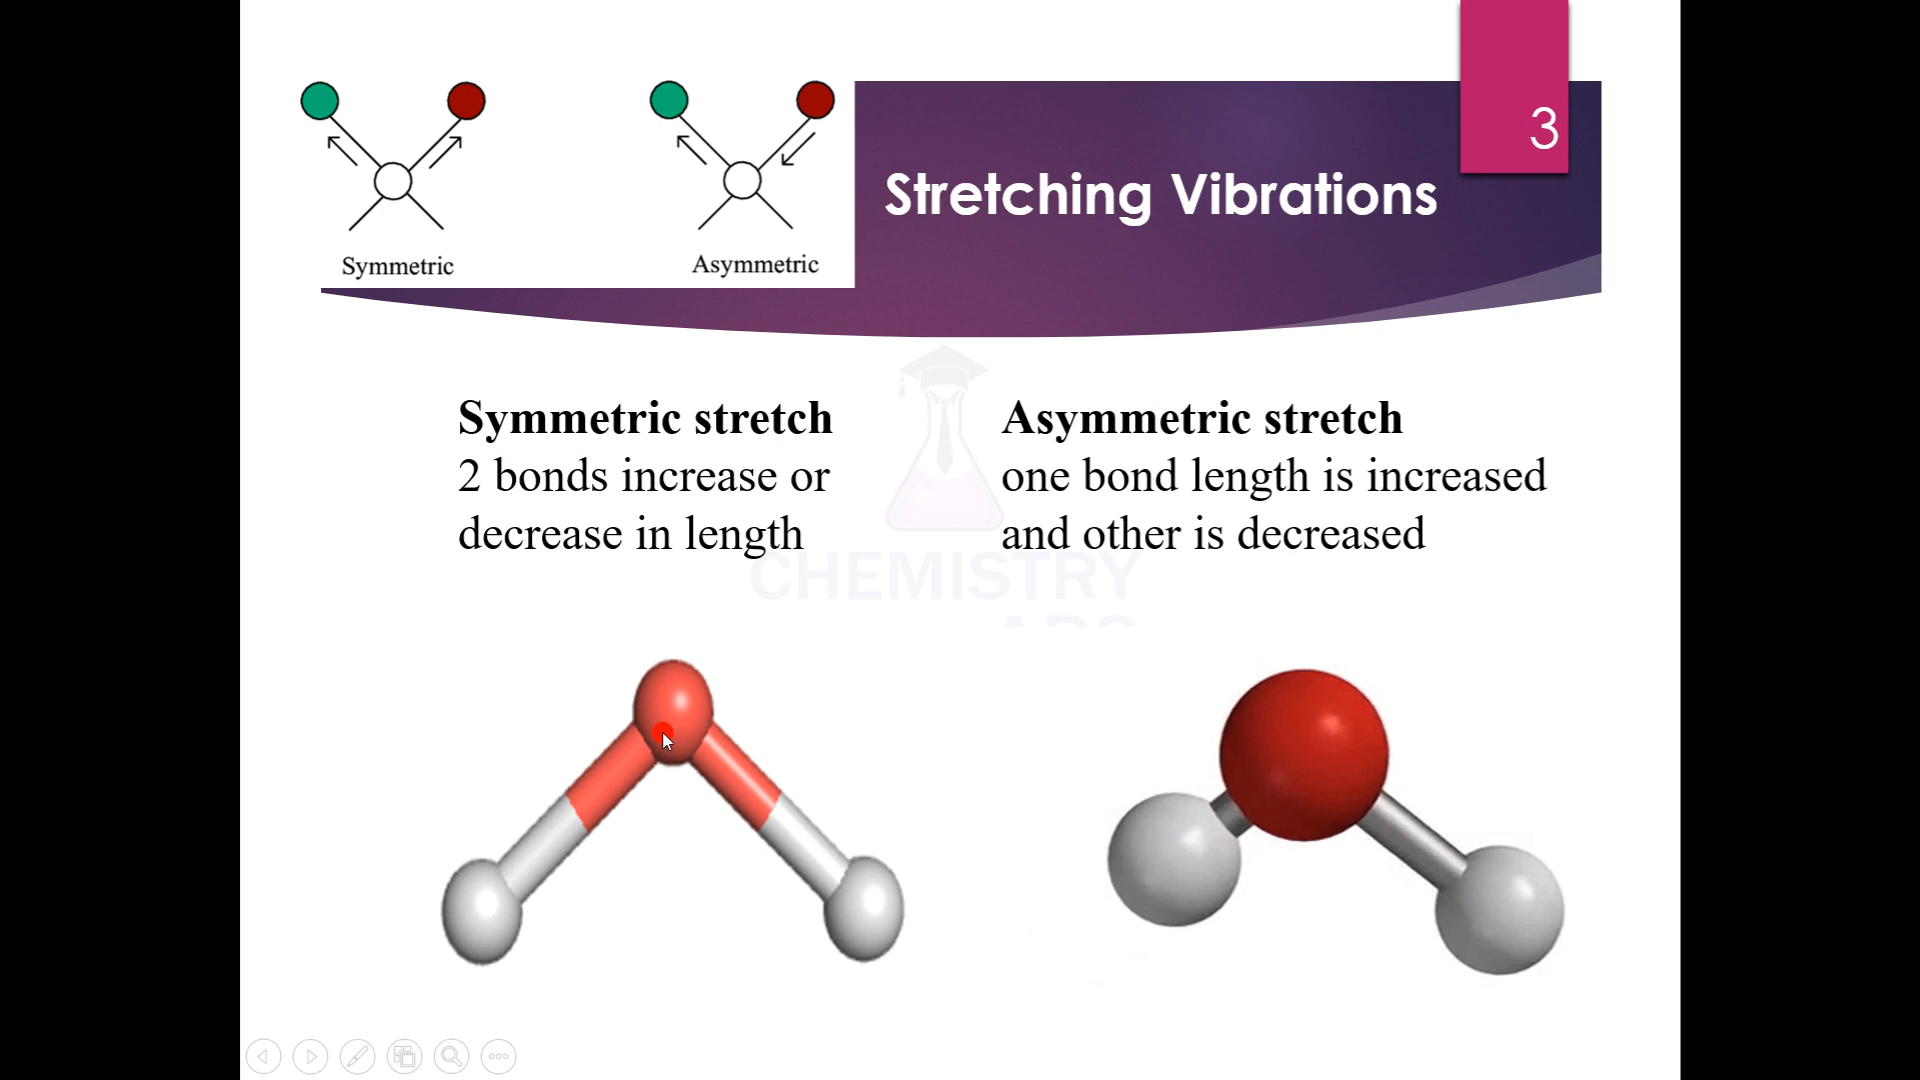 3
Symmetric
Asymmetric
Stretching Vibrations
Symmetric stretch
2 bonds increase or
decrease in length
Asymmetric stretch
one bond length is increased
and other is decreased
CHEMISTRY